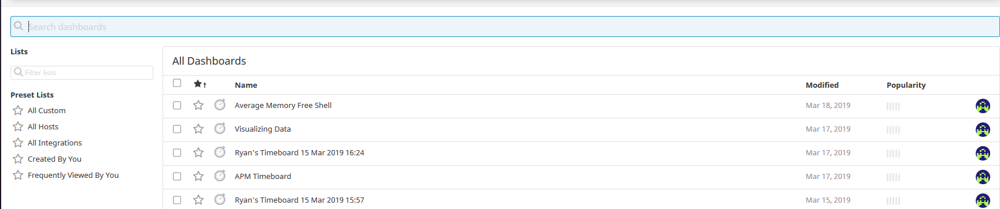 Search dashboards
Lists
Filter lists
Preset Lists
All Custom
All Hosts
All Integrations
Created By You
Frequently Viewed By You
All Dashboards
Name Modified Popularity
Average Memory Free Shell Mar 18, 2019
Visualizing Data Mar 17, 2019
Ryan's Timeboard 15 Mar 2019 16:24 Mar 17, 2019
APM Timeboard Mar 17, 2019
Ryan's Timeboard 15 Mar 2019 15:57 Mar 15, 2019